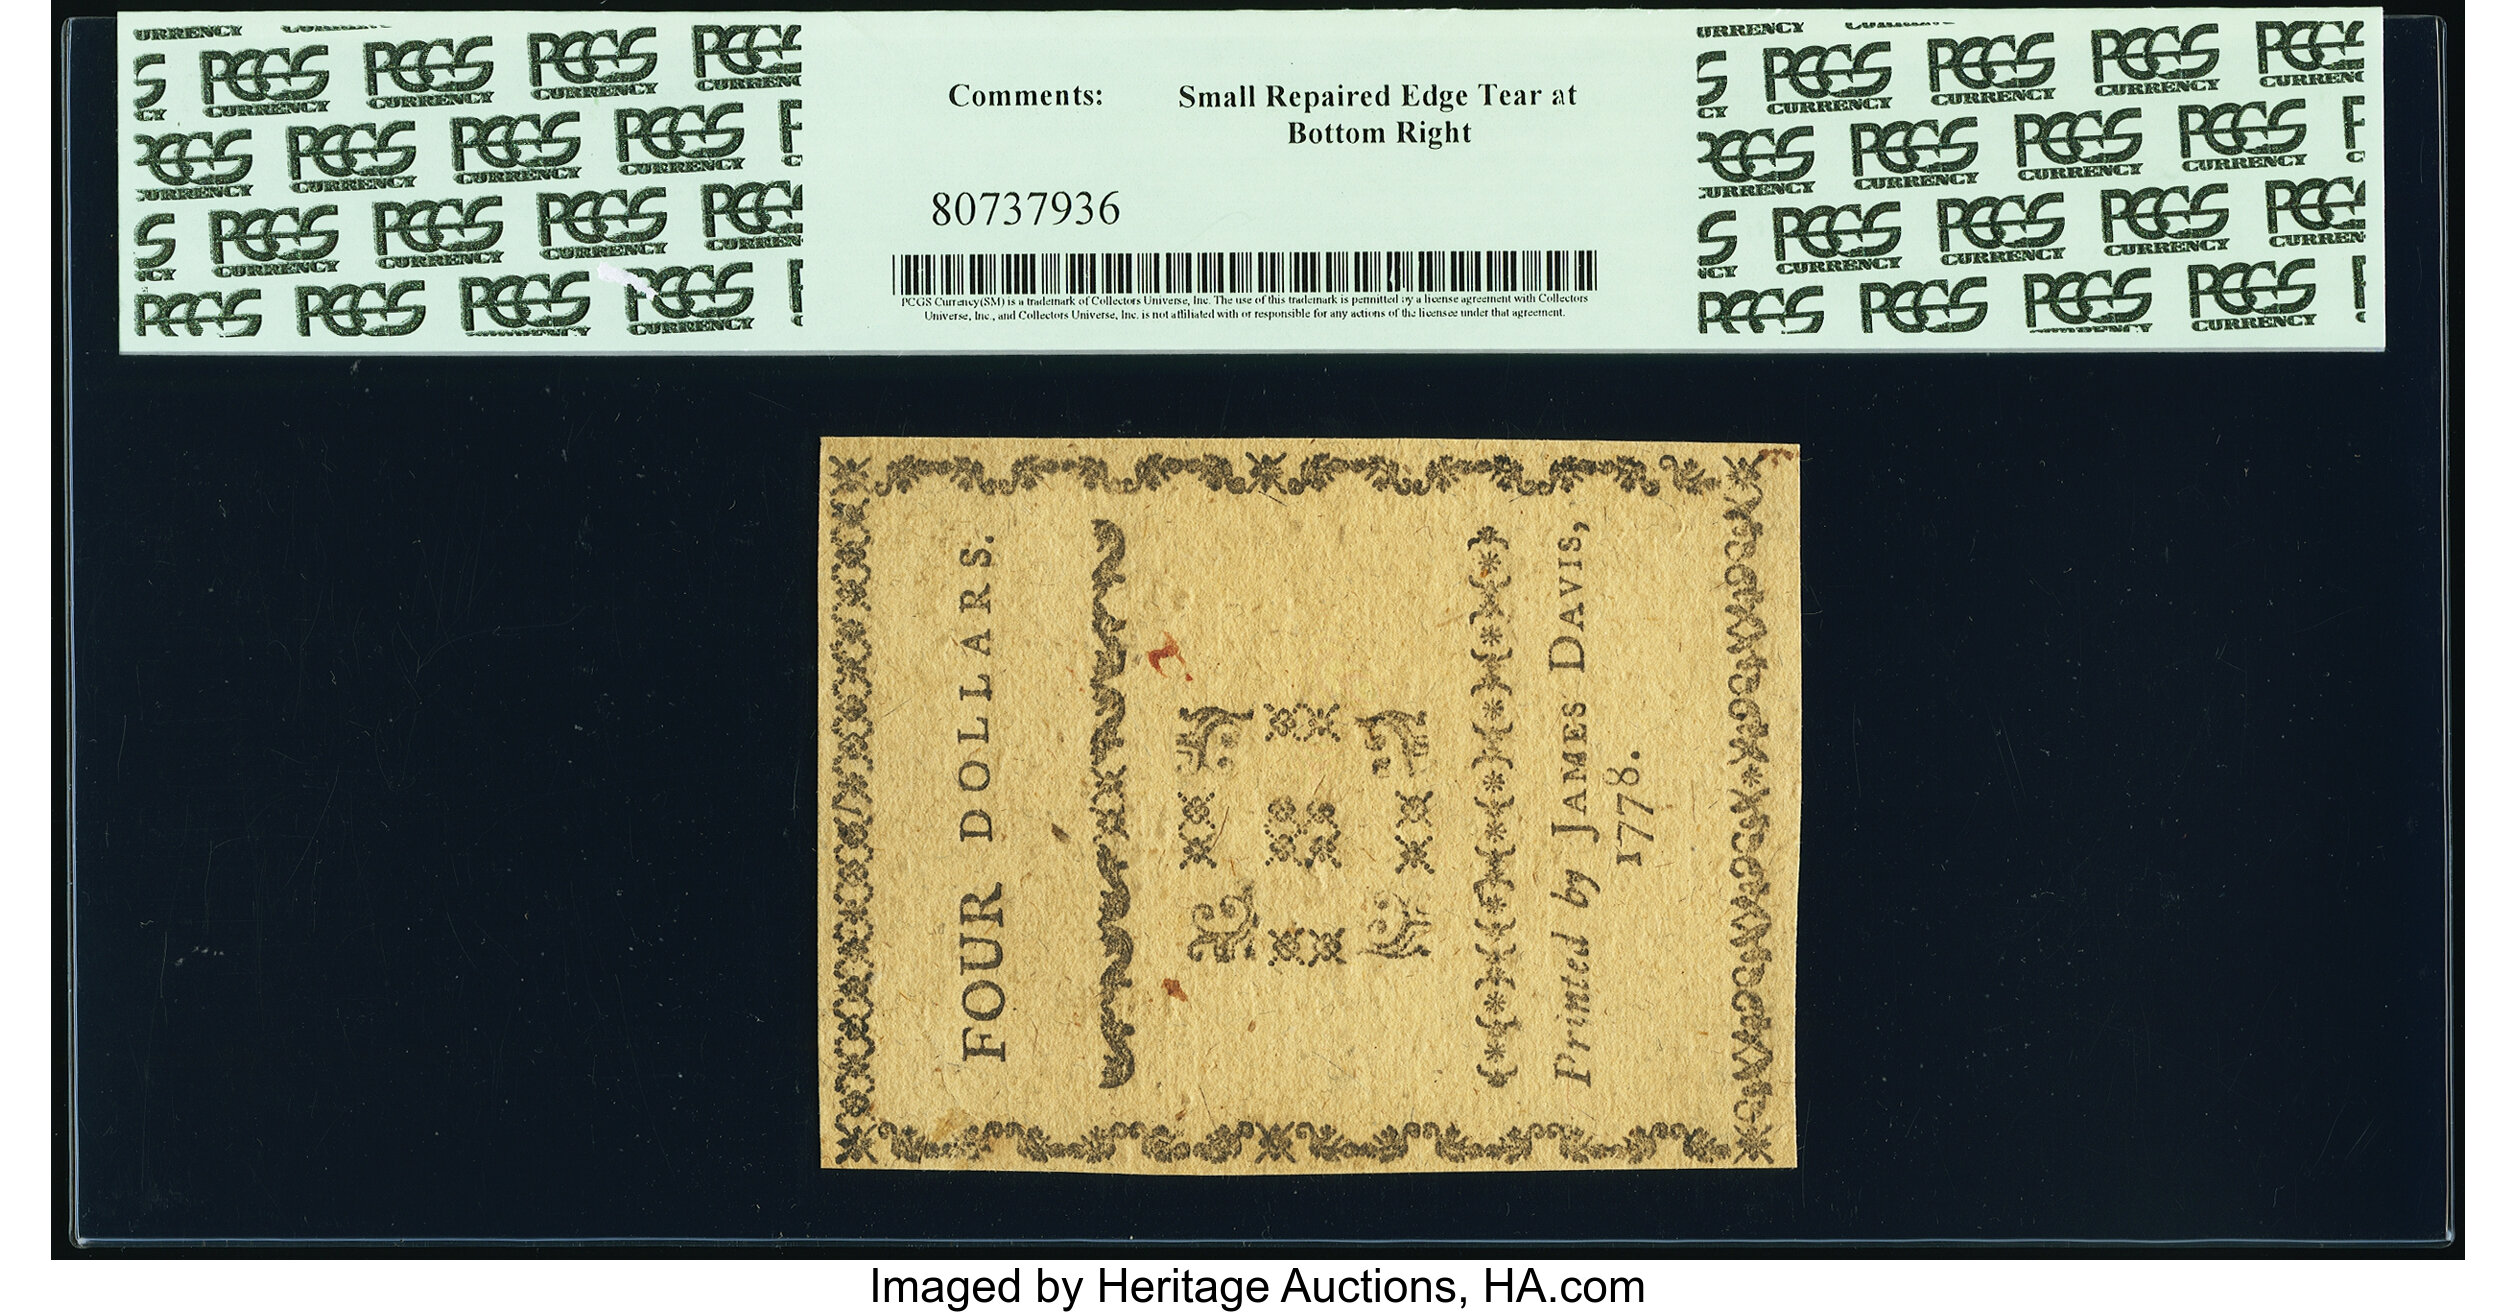 Comments:
Small Repaired Edge Tear at
Bottom Right
80737936
PCGS Currency(SM) is a trademark of Collectors Universe, Inc. The use of this trademark is permitted by a license agreement with Collectors
Universe, Inc., and Collectors Universe, Inc. is not affiliated with or responsible for any actions of the licensee under that agreement.
PCGS
CURRENCY
FOUR DOLLARS.
Printed by JAMES DAVIS,
1778.
Imaged by Heritage Auctions, HA.com